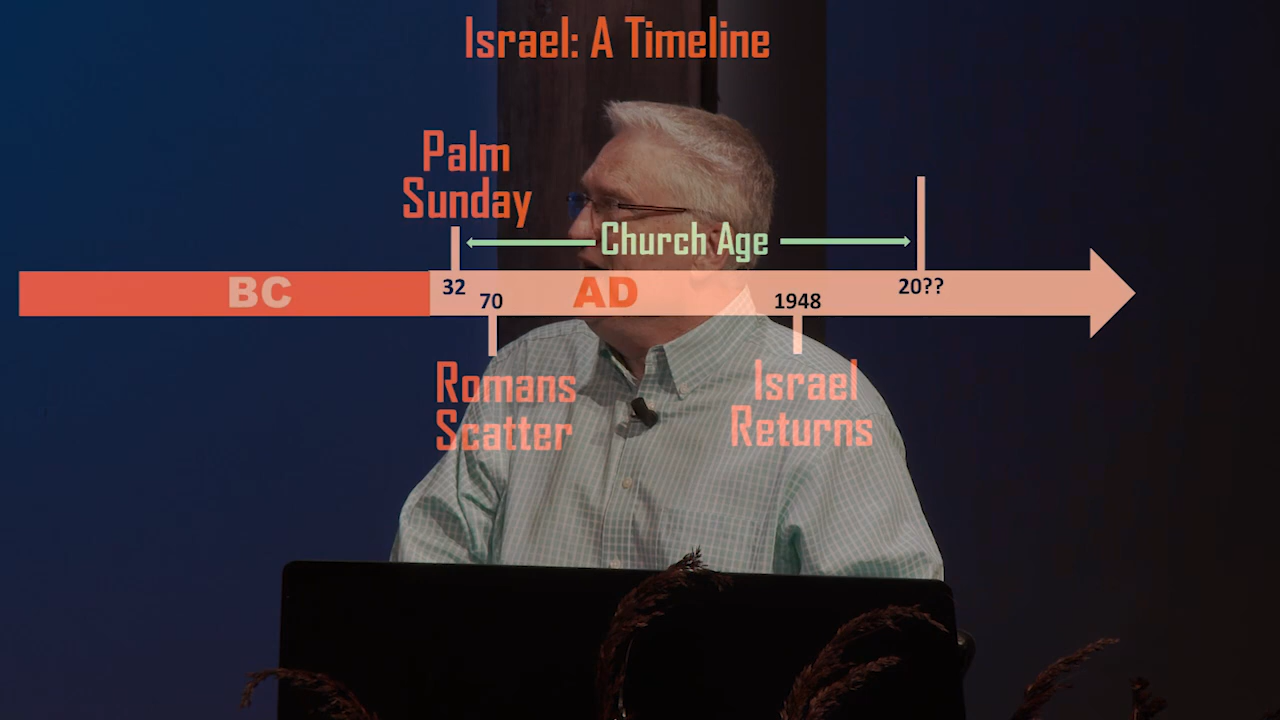 Israel: A Timeline
Palm
Sunday
Church Age
BC
32
70
AD
1948
20??
Romans
Scatter
Israel
Returns